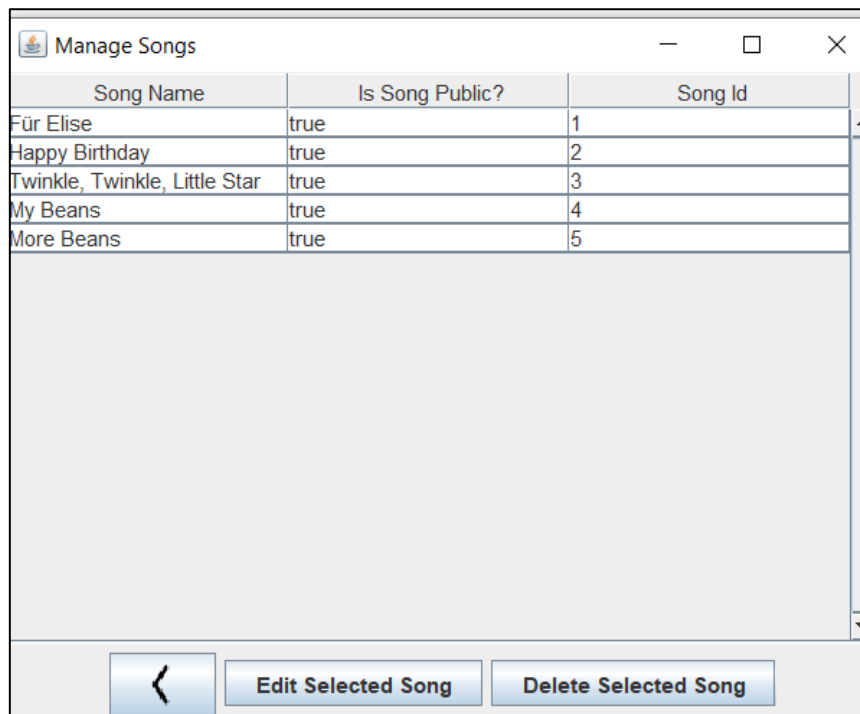 Manage Songs
Song Name Is Song Public? Song Id
Für Elise true 1
Happy Birthday true 2
Twinkle, Twinkle, Little Star true 3
My Beans true 4
More Beans true 5
Edit Selected Song Delete Selected Song